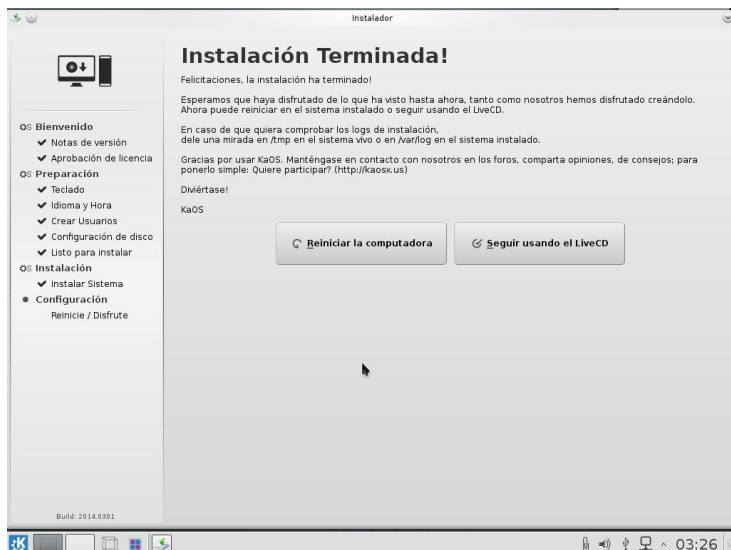 Instalador
Instalación Terminada!
Felicitaciones, la instalación ha terminado!
Esperamos que haya disfrutado de lo que ha visto hasta ahora, tanto como nosotros hemos disfrutado creándolo.
Ahora puede reiniciar en el sistema instalado o seguir usando el LiveCD.
En caso de que quiera comprobar los logs de instalación,
dele una mirada en /tmp en el sistema vivo o en /var/log en el sistema instalado.
Gracias por usar KaOS. Manténgase en contacto con nosotros en los foros, comparta opiniones, de consejos; para
ponerlo simple: Quiere participar? (http://kaosx.us)
Diviértase!
KaOS
Reiniciar la computadora
Seguir usando el LiveCD
Bienvenido
Notas de versión
Aprobación de licencia
Preparación
Teclado
Idioma y Hora
Crear Usuarios
Configuración de disco
Listo para instalar
Instalación
Instalar Sistema
Configuración
Reinicie / Disfrute
Build: 2014.0301
03:26